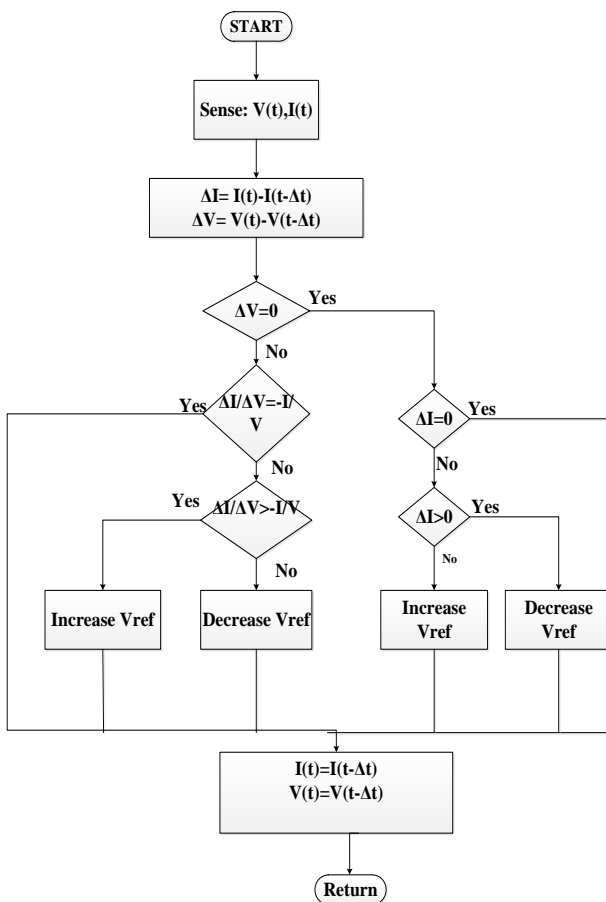 START
Sense: V(t),I(t)
ΔI= I(t)-I(t-Δt)
ΔV= V(t)-V(t-Δt)
ΔV=0
Yes
No
ΔI/ΔV=-I/
V
Yes
No
ΔI=0
Yes
No
ΔI/ΔV>-I/V
Yes
No
ΔI>0
Yes
No
Increase Vref
Decrease Vref
Increase
Vref
Decrease
Vref
I(t)=I(t-Δt)
V(t)=V(t-Δt)
Return